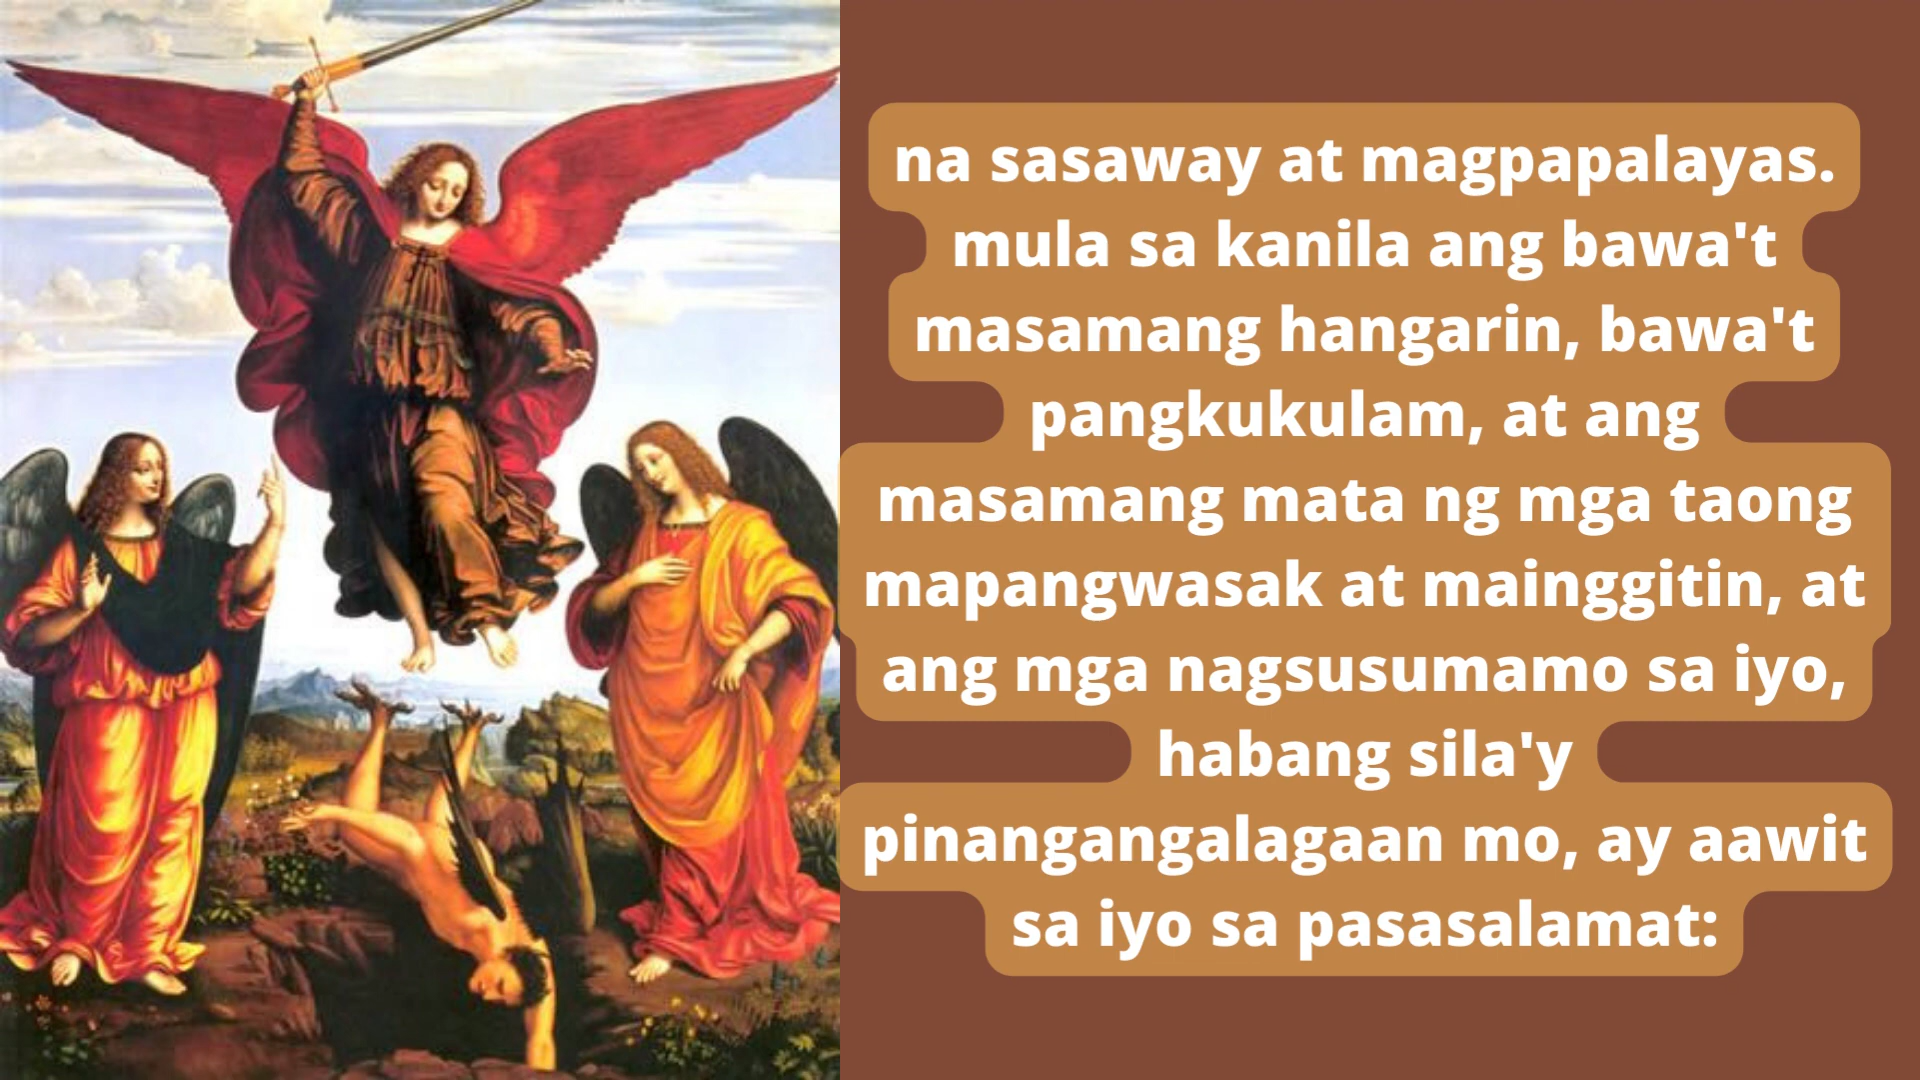 na sasaway at magpapalayas.
mula sa kanila ang bawa't
masamang hangarin, bawa't
pangkukulam, at ang
masamang mata ng mga taong
mapangwasak at mainggitin, at
ang mga nagsusumamo sa iyo,
habang sila'y
pinangangalagaan mo, ay aawit
sa iyo sa pasasalamat: